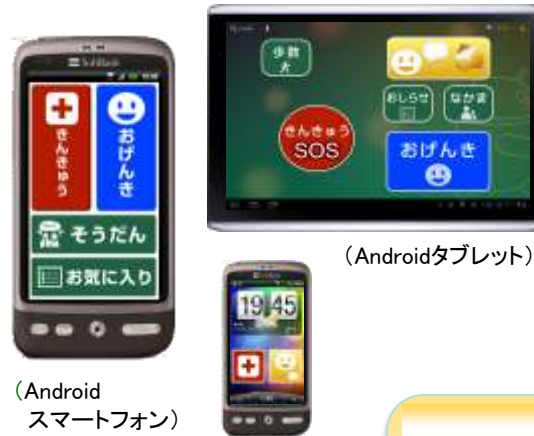 SoftBank
きんきゅう
おげんき
そうだん
お気に入り
(Android
スマートフォン)
歩数
おしらせ
なかま
きんきゅう
SOS
おげんき
(Androidタブレット)
19 45